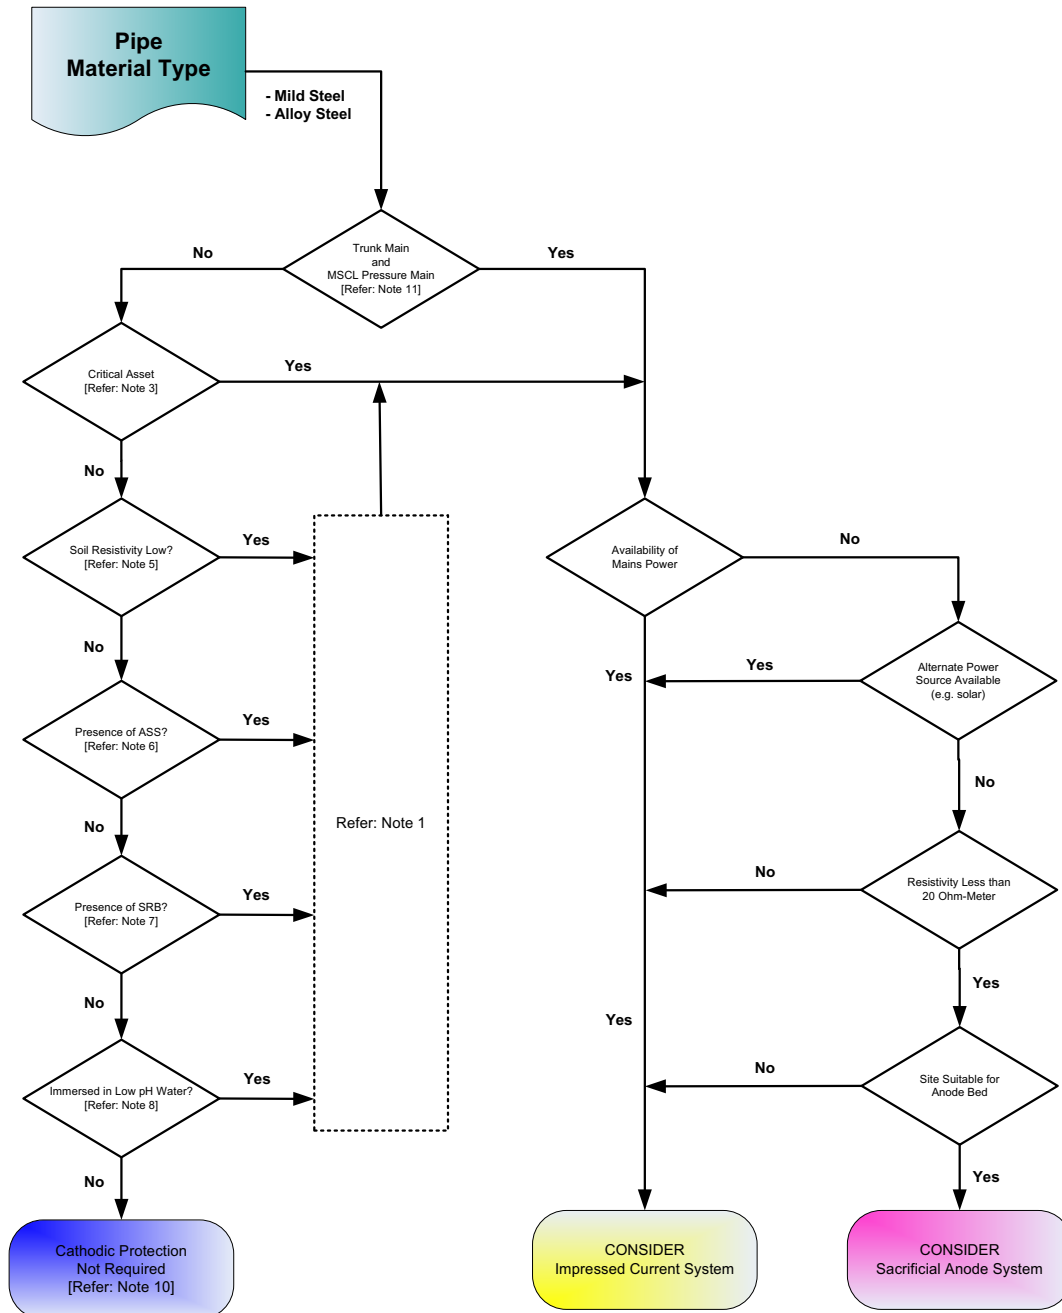 Pipe
Material Type
- Mild Steel
- Alloy Steel
Trunk Main
and
MSCL Pressure Main
[Refer: Note 11]
No
Yes
Critical Asset
[Refer: Note 3]
Yes
No
Soil Resistivity Low?
[Refer: Note 5]
Yes
No
Presence of ASS?
[Refer: Note 6]
Yes
No
Presence of SRB?
[Refer: Note 7]
Yes
No
Immersed in Low pH Water?
[Refer: Note 8]
Yes
No
Cathodic Protection
Not Required
[Refer: Note 10]
Refer: Note 1
Availability of
Mains Power
No
Yes
Alternate Power
Source Available
(e.g. solar)
Yes
No
Resistivity Less than
20 Ohm-Meter
No
Yes
Yes
Site Suitable for
Anode Bed
No
Yes
CONSIDER
Impressed Current System
CONSIDER
Sacrificial Anode System